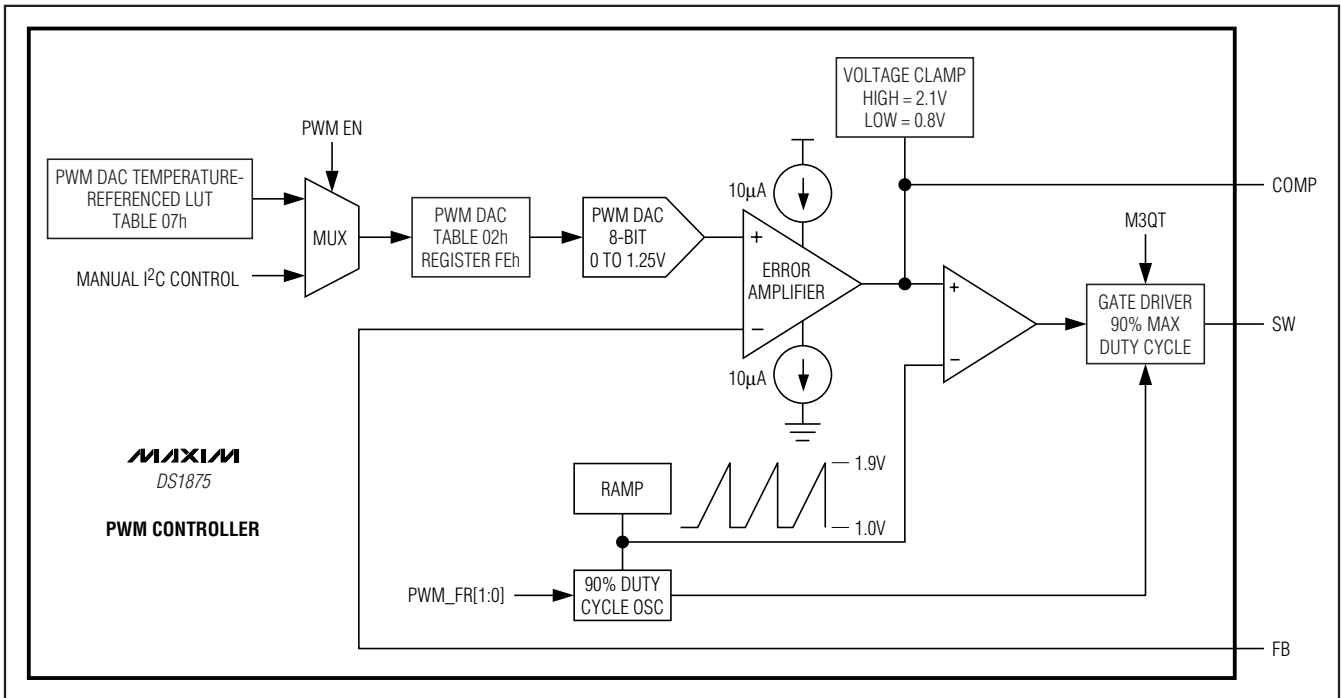 VOLTAGE CLAMP
HIGH = 2.1V
LOW = 0.8V
PWM EN
PWM DAC TEMPERATURE-
REFERENCED LUT
TABLE 07h
MUX
MANUAL I²C CONTROL
PWM DAC
TABLE 02h
REGISTER FEh
PWM DAC
8-BIT
0 TO 1.25V
10µA
+
ERROR
AMPLIFIER
−
10µA
COMP
M3QT
+
−
GATE DRIVER
90% MAX
DUTY CYCLE
SW
MAXIM
DS1875
PWM CONTROLLER
RAMP
1.9V
1.0V
PWM_FR[1:0]
90% DUTY
CYCLE OSC
FB